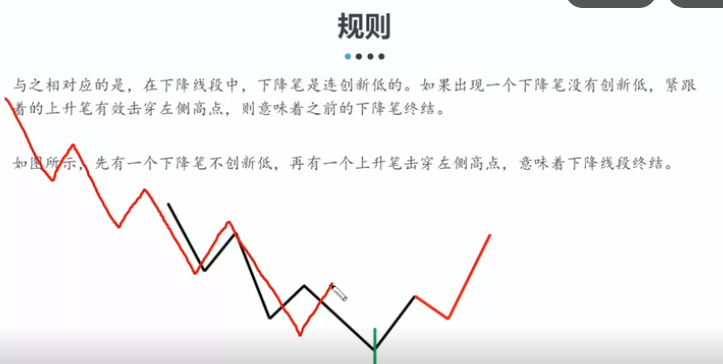 规则
与之相对应的是，在下降线段中，下降笔是连创新低的。如果出现一个下降笔没有创新低，紧跟
着的上升笔有效击穿左侧高点，则意味着之前的下降笔终结。
如图所示，先有一个下降笔不创新低，再有一个上升笔击穿左侧高点，意味着下降线段终结。